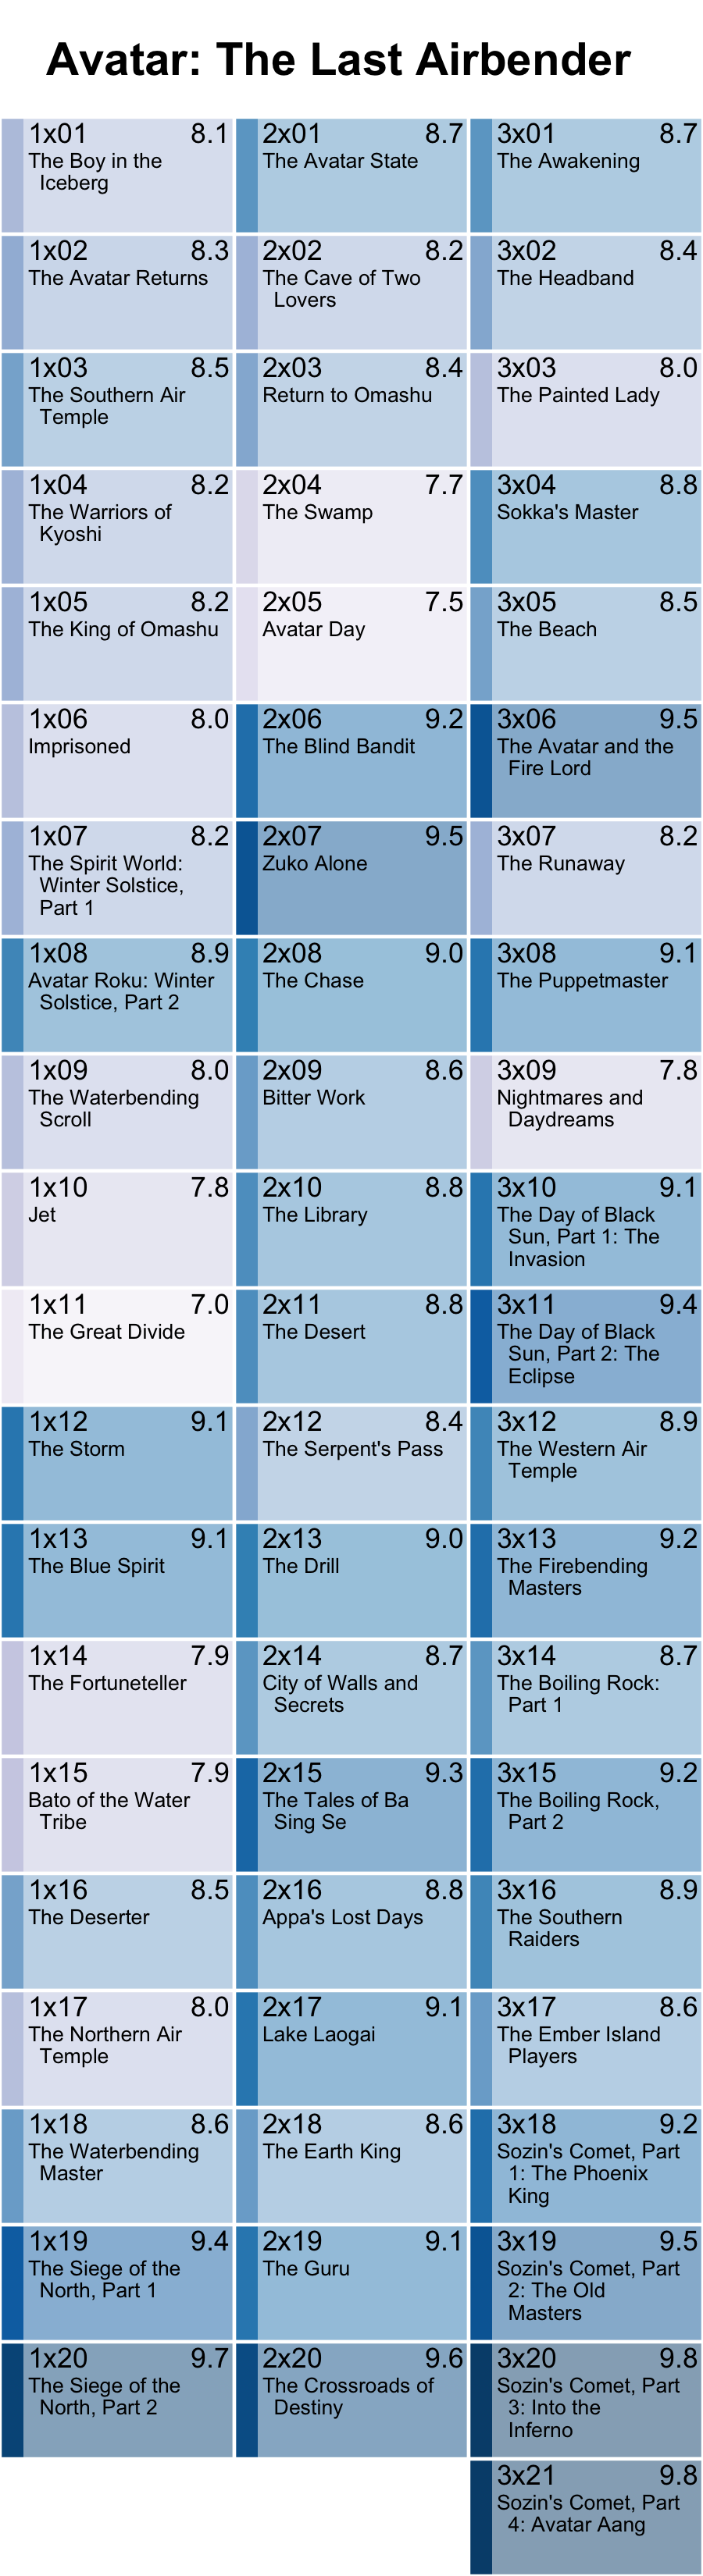 Avatar: The Last Airbender
1x01 8.1
The Boy in the
Iceberg
1x02 8.3
The Avatar Returns
1x03 8.5
The Southern Air
Temple
1x04 8.2
The Warriors of
Kyoshi
1x05 8.2
The King of Omashu
1x06 8.0
Imprisoned
1x07 8.2
The Spirit World:
Winter Solstice,
Part 1
1x08 8.9
Avatar Roku: Winter
Solstice, Part 2
1x09 8.0
The Waterbending
Scroll
1x10 7.8
Jet
1x11 7.0
The Great Divide
1x12 9.1
The Storm
1x13 9.1
The Blue Spirit
1x14 7.9
The Fortuneteller
1x15 7.9
Bato of the Water
Tribe
1x16 8.5
The Deserter
1x17 8.0
The Northern Air
Temple
1x18 8.6
The Waterbending
Master
1x19 9.4
The Siege of the
North, Part 1
1x20 9.7
The Siege of the
North, Part 2
2x01 8.7
The Avatar State
2x02 8.2
The Cave of Two
Lovers
2x03 8.4
Return to Omashu
2x04 7.7
The Swamp
2x05 7.5
Avatar Day
2x06 9.2
The Blind Bandit
2x07 9.5
Zuko Alone
2x08 9.0
The Chase
2x09 8.6
Bitter Work
2x10 8.8
The Library
2x11 8.8
The Desert
2x12 8.4
The Serpent's Pass
2x13 9.0
The Drill
2x14 8.7
City of Walls and
Secrets
2x15 9.3
The Tales of Ba
Sing Se
2x16 8.8
Appa's Lost Days
2x17 9.1
Lake Laogai
2x18 8.6
The Earth King
2x19 9.1
The Guru
2x20 9.6
The Crossroads of
Destiny
3x01 8.7
The Awakening
3x02 8.4
The Headband
3x03 8.0
The Painted Lady
3x04 8.8
Sokka's Master
3x05 8.5
The Beach
3x06 9.5
The Avatar and the
Fire Lord
3x07 8.2
The Runaway
3x08 9.1
The Puppetmaster
3x09 7.8
Nightmares and
Daydreams
3x10 9.1
The Day of Black
Sun, Part 1: The
Invasion
3x11 9.4
The Day of Black
Sun, Part 2: The
Eclipse
3x12 8.9
The Western Air
Temple
3x13 9.2
The Firebending
Masters
3x14 8.7
The Boiling Rock:
Part 1
3x15 9.2
The Boiling Rock,
Part 2
3x16 8.9
The Southern
Raiders
3x17 8.6
The Ember Island
Players
3x18 9.2
Sozin's Comet, Part
1: The Phoenix
King
3x19 9.5
Sozin's Comet, Part
2: The Old
Masters
3x20 9.8
Sozin's Comet, Part
3: Into the
Inferno
3x21 9.8
Sozin's Comet, Part
4: Avatar Aang